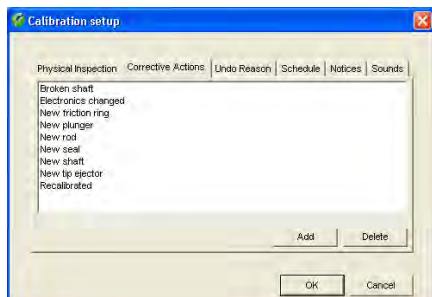 Calibration setup
Physical Inspection Corrective Actions Undo Reason Schedule Notices Sounds
Broken shaft
Electronics changed
New friction ring
New plunger
New rod
New seal
New shaft
New tip ejector
Recalibrated
Add Delete
OK Cancel